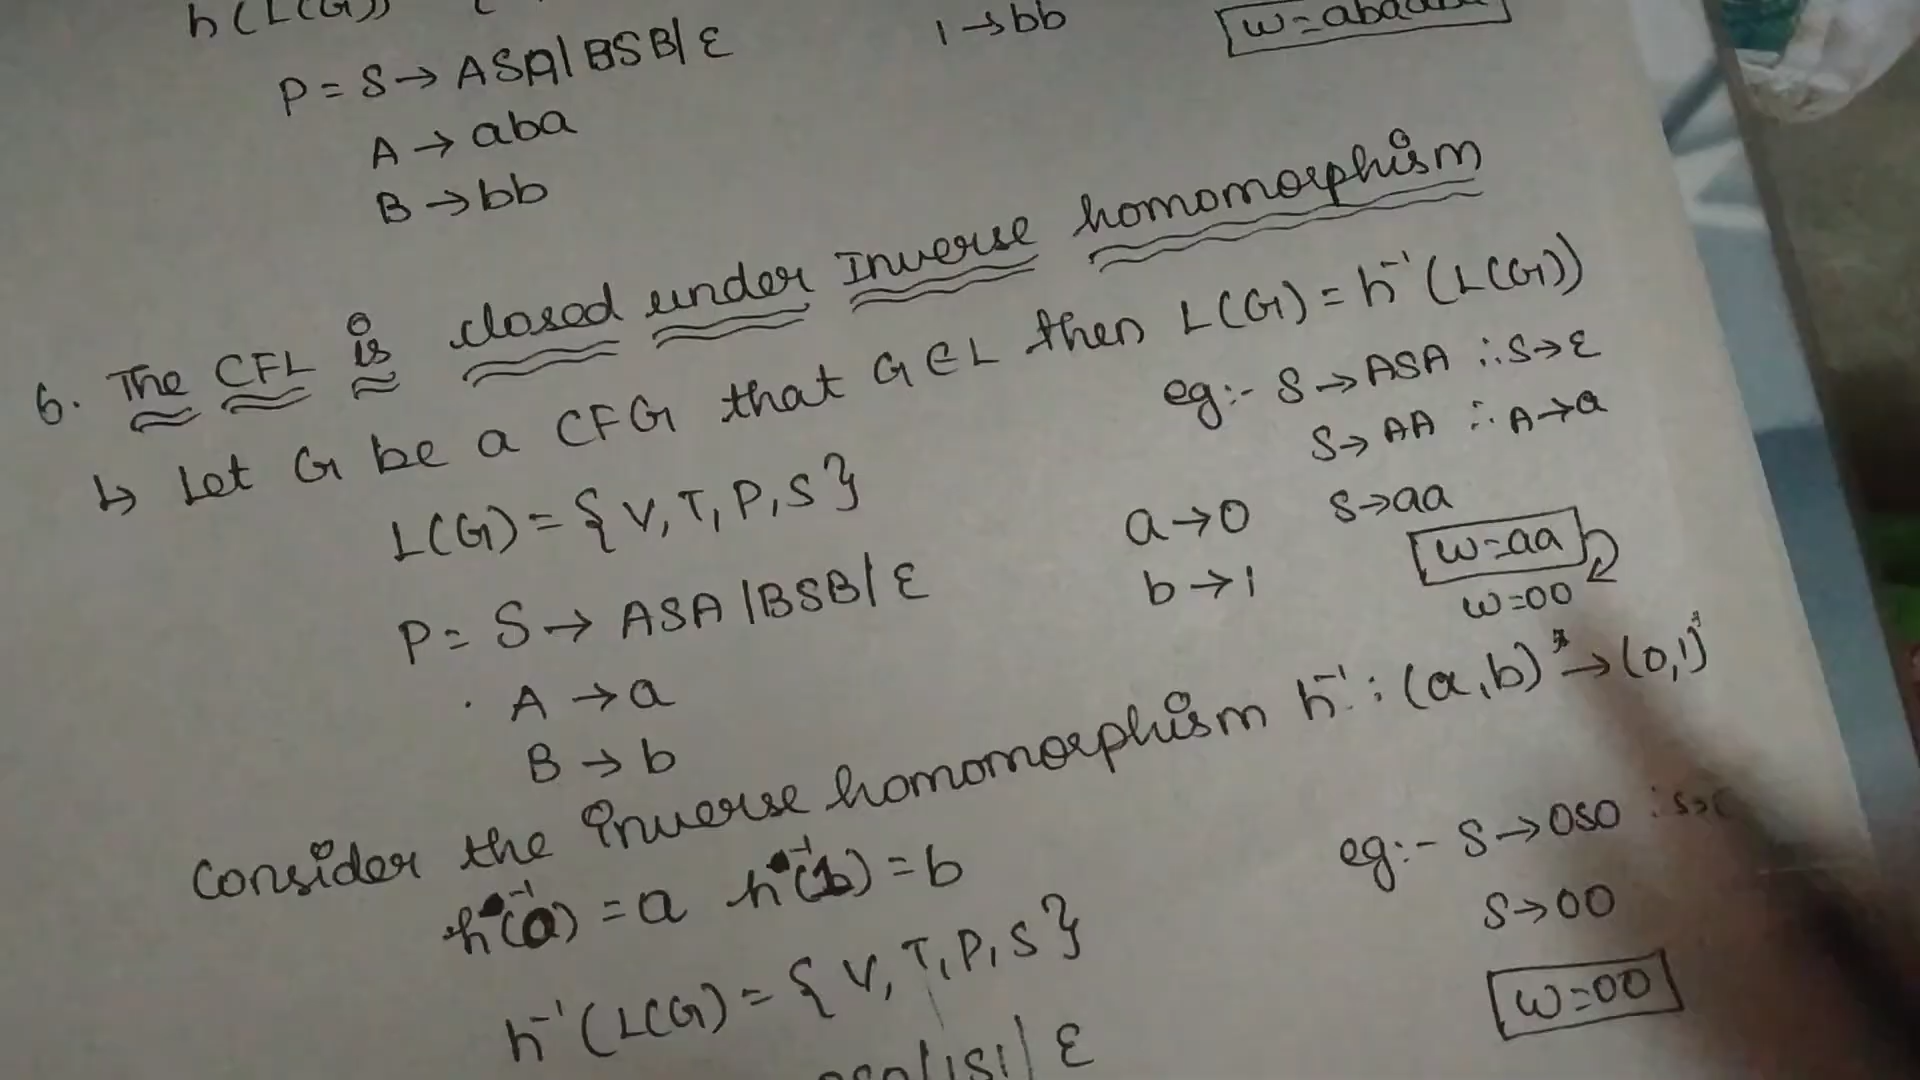 h(L(G))
1→bb
P = S → ASA | BSB | ε
A → aba
B → bb
6. The CFL is closed under Inverse homomorphism
↳ Let G be a CFG that G ∈ L then L(G) = h⁻¹(L(G))
L(G) = { V, T, P, S }
P = S → ASA | BSB | ε
A → a
B → b
eg:- S → ASA ∴ S→ε
S → AA ∴ A→a
a → 0 S → aa
b → 1 w=aa
w=00
Consider the Inverse homomorphism h⁻¹ : (a,b)* → (0,1)*
h⁻¹(0) = a h⁻¹(1) = b
h⁻¹(L(G) = { V, T, P, S }
0S0 | 1S1 | ε
eg:- S → 0S0
S → 00
w=00